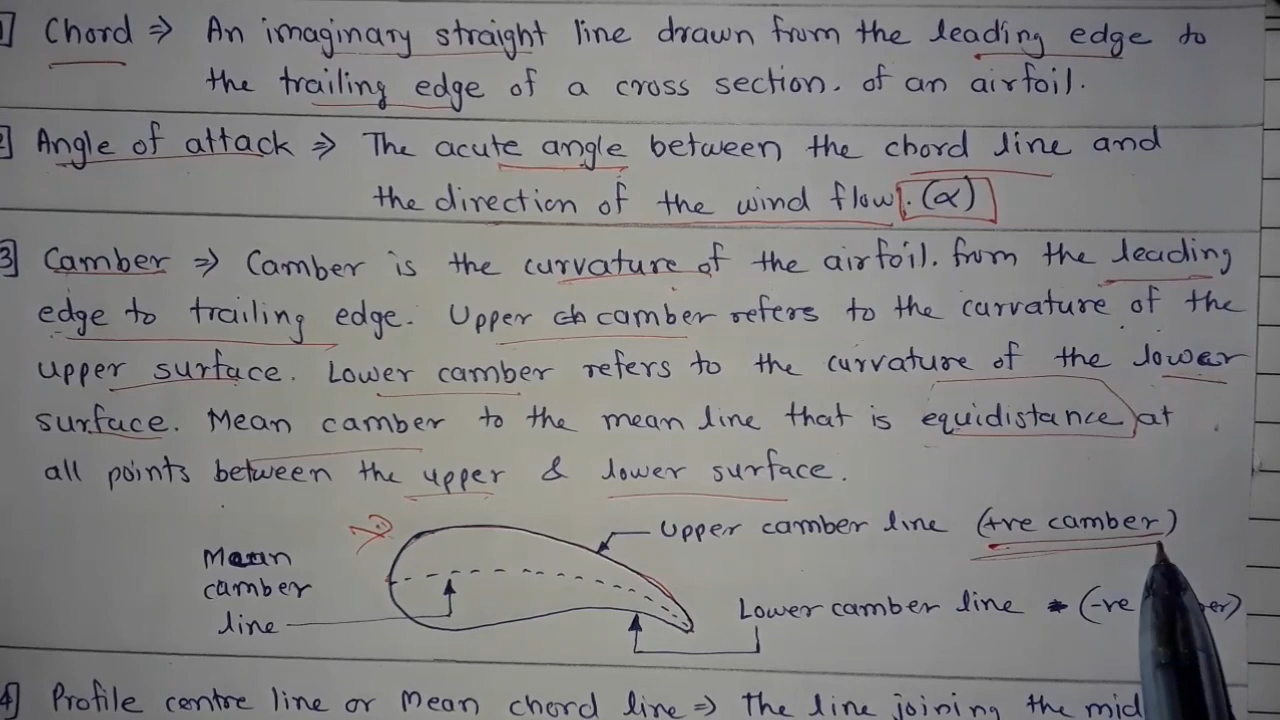 1] Chord ⇒ An imaginary straight line drawn from the leading edge to
the trailing edge of a cross section. of an airfoil.
2] Angle of attack ⇒ The acute angle between the chord line and
the direction of the wind flow. (α)
3] Camber ⇒ Camber is the curvature of the airfoil. from the leading
edge to trailing edge. Upper camber refers to the curvature of the
upper surface. Lower camber refers to the curvature of the lower
surface. Mean camber to the mean line that is equidistance at
all points between the upper & lower surface.
Upper camber line (+ve camber)
Mean
camber
line
Lower camber line (-ve
4] Profile centre line or Mean chord line ⇒ The line joining the mid